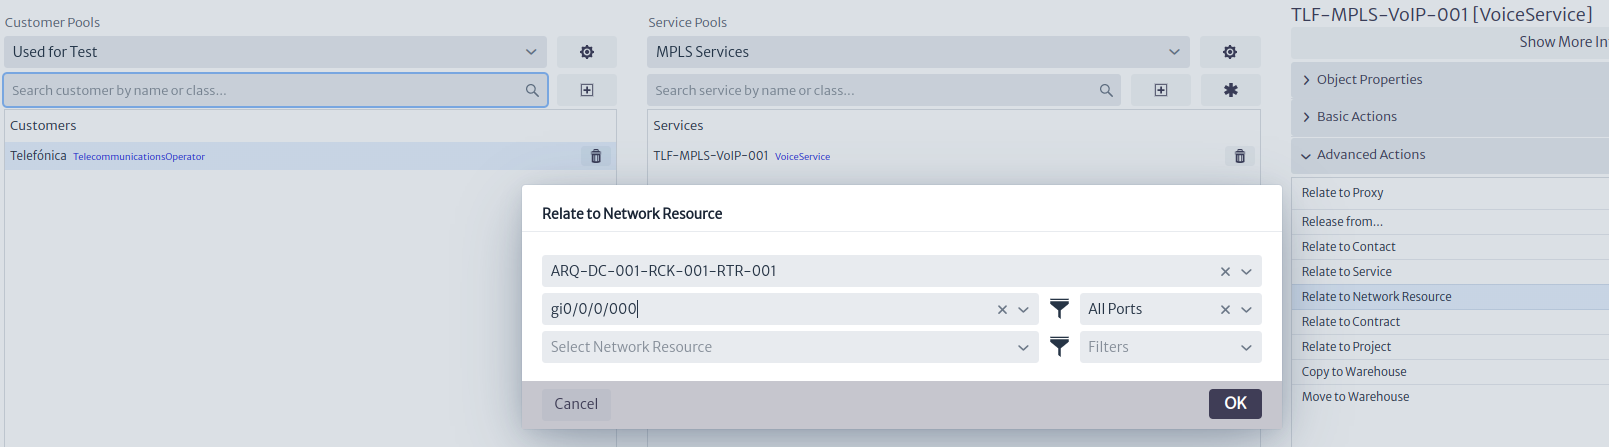 Customer Pools
Used for Test
Search customer by name or class...
Customers
Telefónica TelecommunicationsOperator
Service Pools
MPLS Services
Search service by name or class...
Services
TLF-MPLS-VoIP-001 VoiceService
TLF-MPLS-VoIP-001 [VoiceService]
Show More In
Object Properties
Basic Actions
Advanced Actions
Relate to Proxy
Release from...
Relate to Contact
Relate to Service
Relate to Network Resource
Relate to Contract
Relate to Project
Copy to Warehouse
Move to Warehouse
Relate to Network Resource
ARQ-DC-001-RCK-001-RTR-001
gi0/0/0/000
All Ports
Select Network Resource
Filters
Cancel
OK